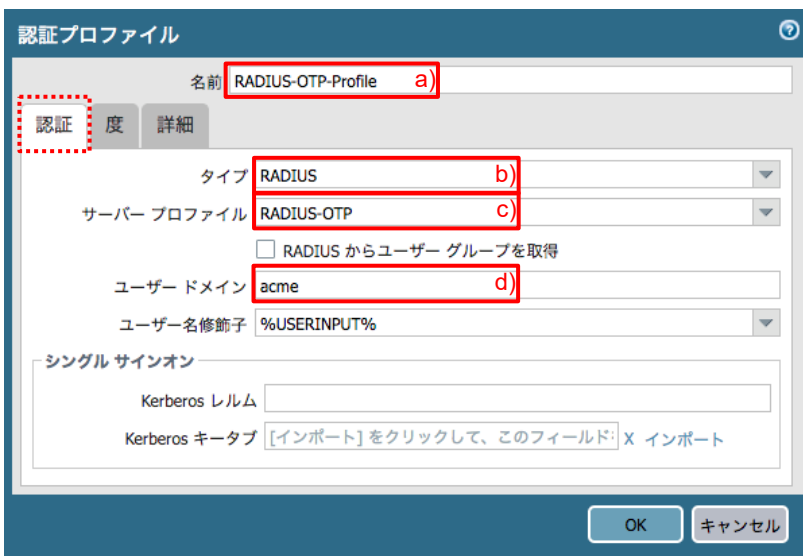 認証プロファイル
名前 RADIUS-OTP-Profile a)
認証 度 詳細
タイプ RADIUS b)
サーバー プロファイル RADIUS-OTP c)
RADIUS からユーザー グループを取得
ユーザー ドメイン acme d)
ユーザー名修飾子 %USERINPUT%
シングル サインオン
Kerberos レルム
Kerberos キータブ [インポート] をクリックして、このフィールド X インポート
OK キャンセル